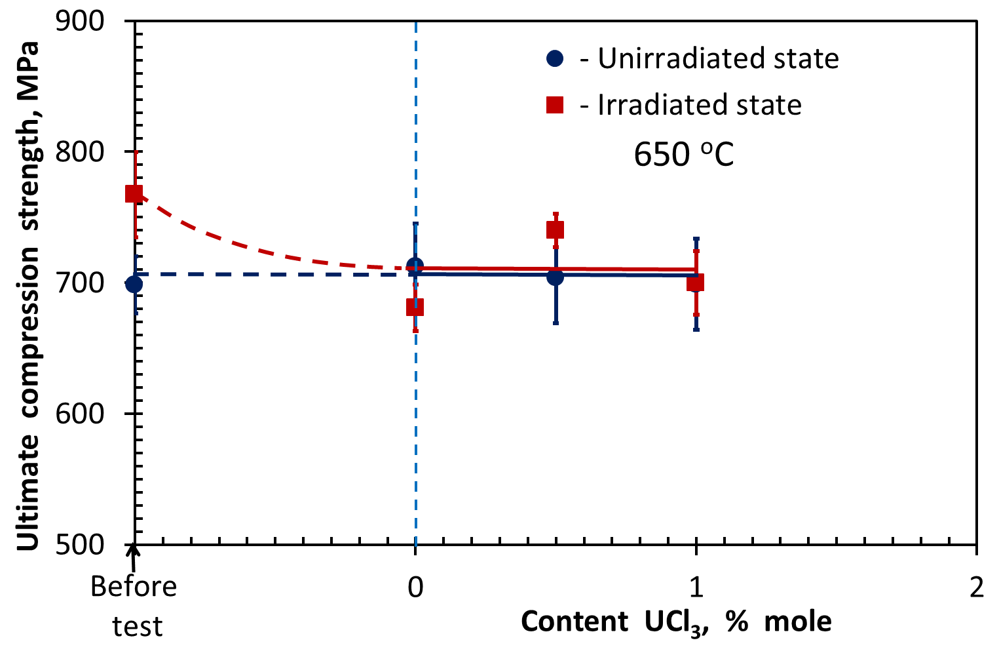 Ultimate compression strength, MPa
900
800
700
600
500
- Unirradiated state
- Irradiated state
650 ºC
Before
test
0
1
2
Content UCl₃, % mole